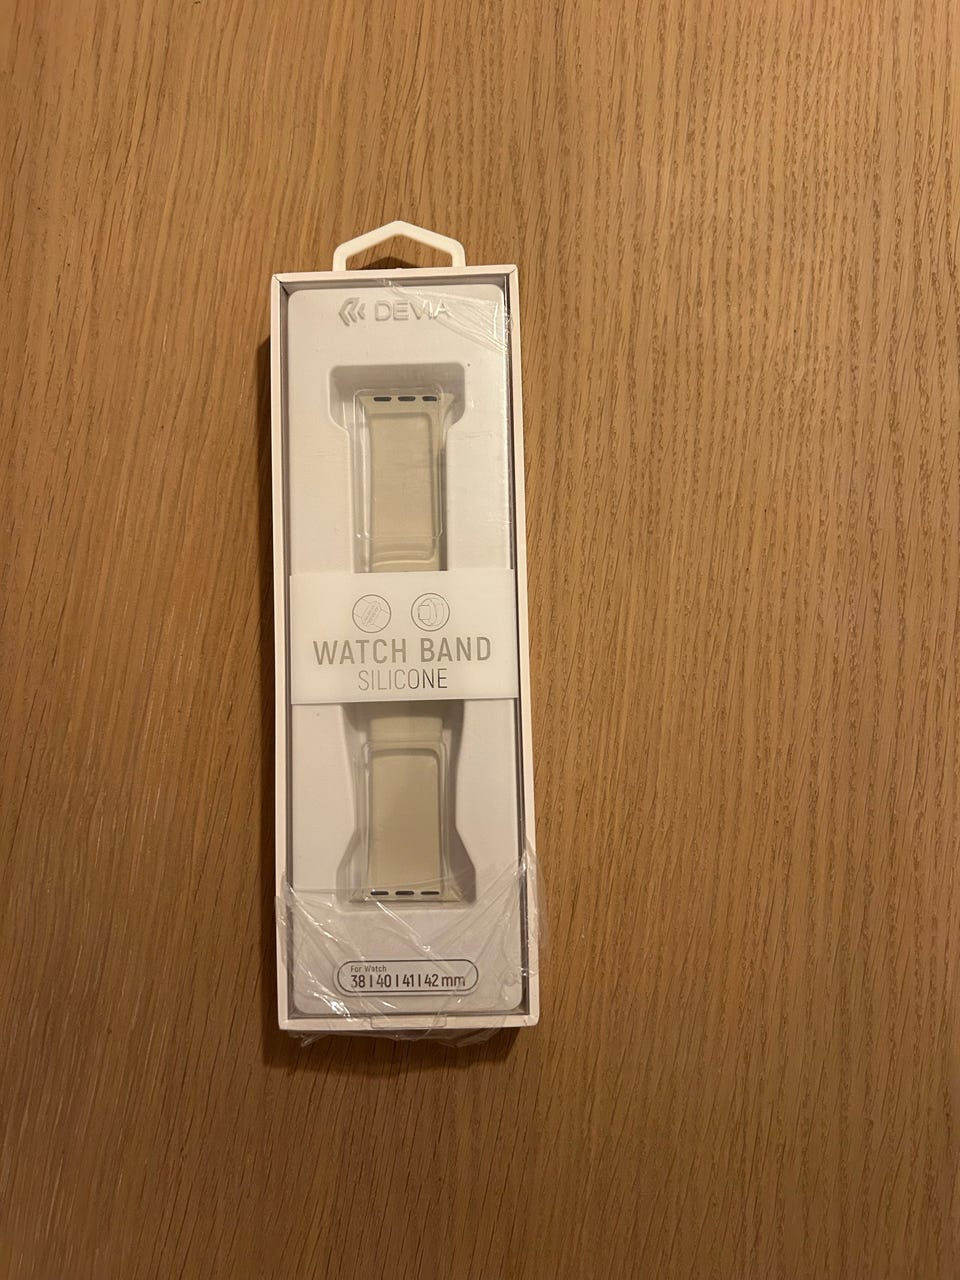 DEVIA
WATCH BAND
SILICONE
For Watch
38 | 40 | 41 | 42 mm